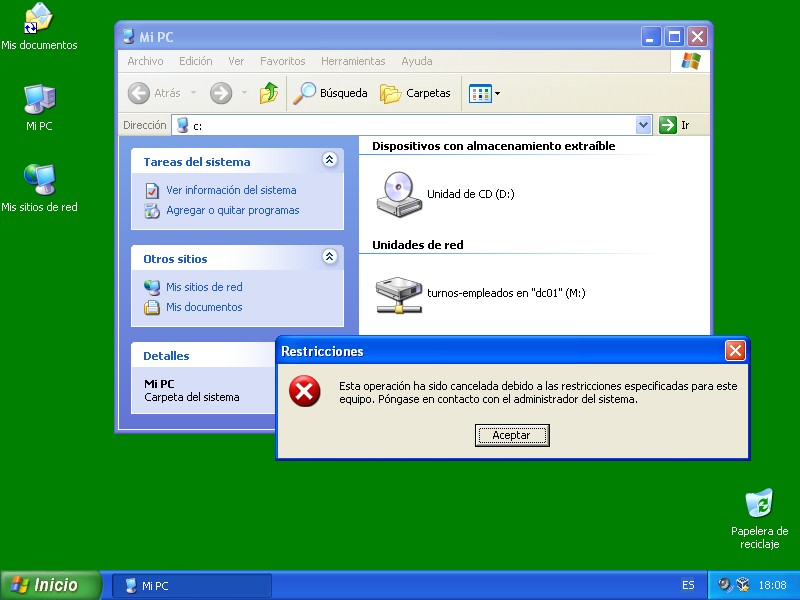 Mis documentos
Mi PC
Mis sitios de red
Mi PC
Archivo Edición Ver Favoritos Herramientas Ayuda
Atrás Búsqueda Carpetas
Dirección c: Ir
Tareas del sistema
Ver información del sistema
Agregar o quitar programas
Otros sitios
Mis sitios de red
Mis documentos
Detalles
Mi PC
Carpeta del sistema
Dispositivos con almacenamiento extraíble
Unidad de CD (D:)
Unidades de red
turnos-empleados en "dc01" (M:)
Restricciones
Esta operación ha sido cancelada debido a las restricciones especificadas para este
equipo. Póngase en contacto con el administrador del sistema.
Aceptar
Papelera de
reciclaje
Inicio Mi PC ES 18:08